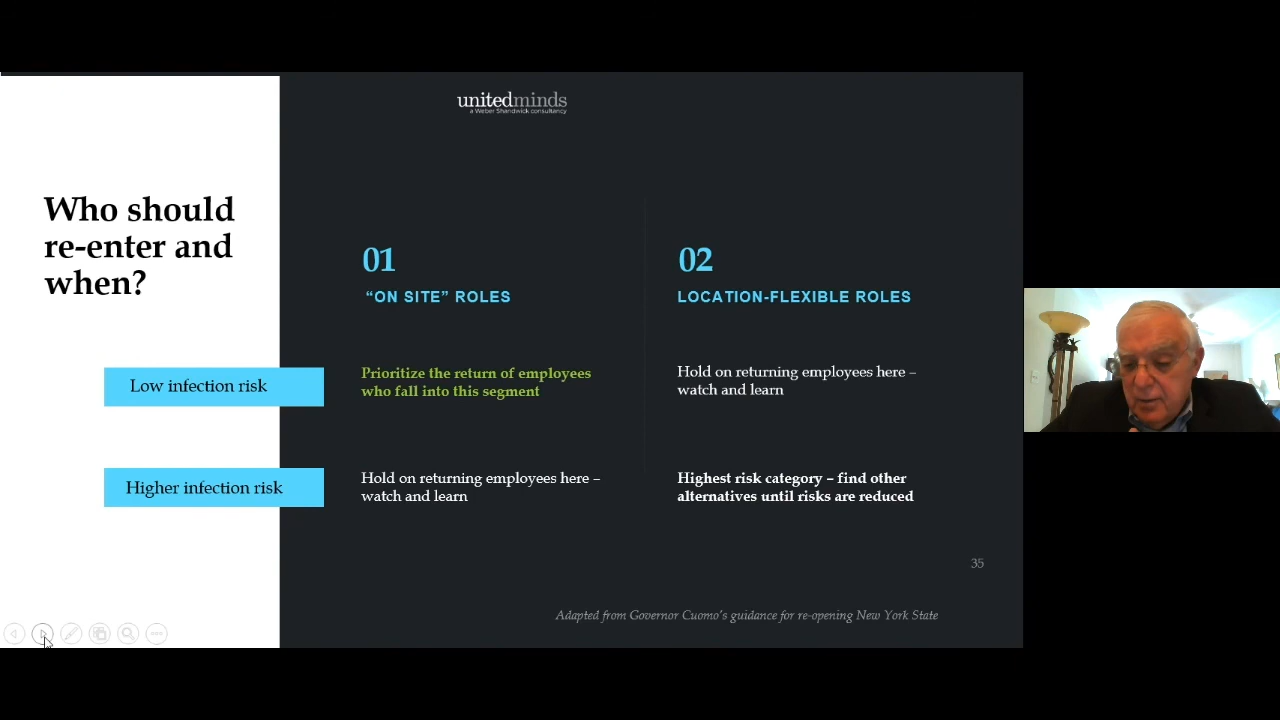 unitedminds
a Weber Shandwick consultancy
Who should
re-enter and
when?
01
02
“ON SITE” ROLES
LOCATION-FLEXIBLE ROLES
Low infection risk
Prioritize the return of employees
who fall into this segment
Hold on returning employees here –
watch and learn
Higher infection risk
Hold on returning employees here –
watch and learn
Highest risk category – find other
alternatives until risks are reduced
35
Adapted from Governor Cuomo’s guidance for re-opening New York State